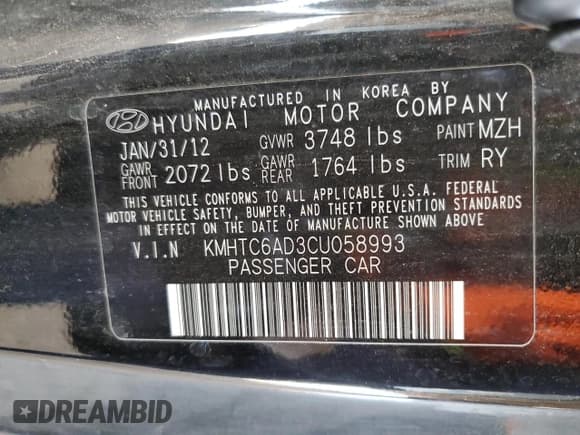 MANUFACTURED IN KOREA BY
HYUNDAI MOTOR COMPANY
JAN/31/12 GVWR 3748 lbs PAINT MZH
GAWR FRONT 2072 lbs GAWR REAR 1764 lbs TRIM RY
THIS VEHICLE CONFORMS TO ALL APPLICABLE U.S.A. FEDERAL
MOTOR VEHICLE SAFETY, BUMPER, AND THEFT PREVENTION STANDARDS
IN EFFECT ON THE DATE OF MANUFACTURE SHOWN ABOVE.
V.I.N KMHTC6AD3CU058993
PASSENGER CAR
DREAMBID